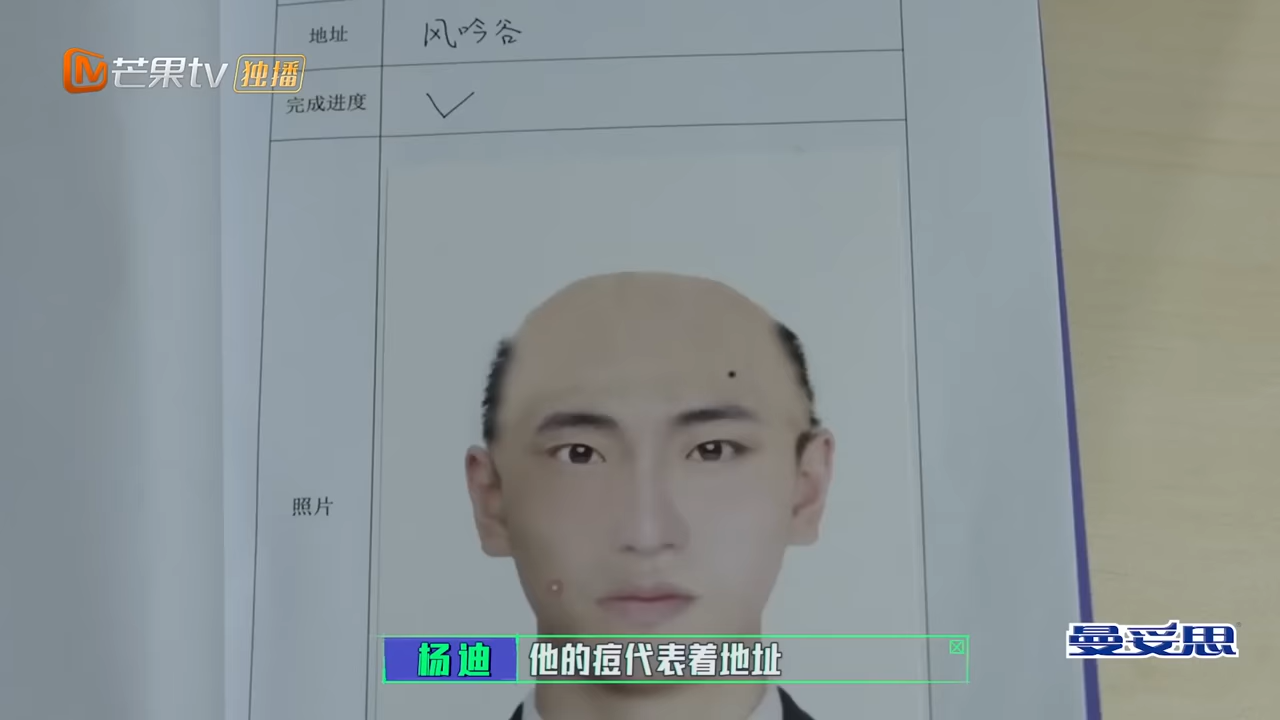 地址 风吟谷
芒果tv 独播
完成进度 ✓
照片
曼妥思
杨迪 他的痘代表着地址